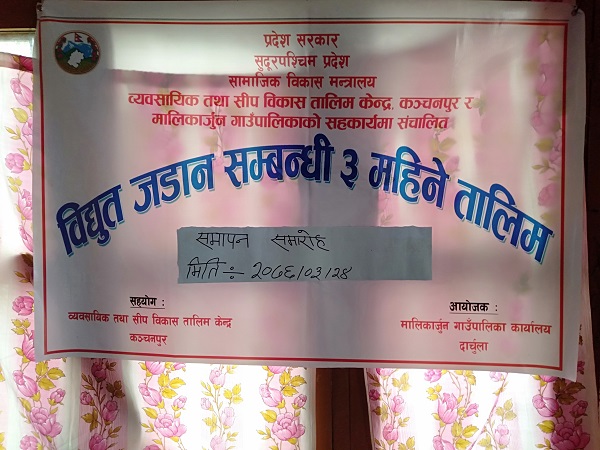 प्रदेश सरकार
सुदूरपश्चिम प्रदेश
सामाजिक विकास मन्त्रालय
व्यवसायिक तथा सीप विकास तालिम केन्द्र, कञ्चनपुर र
मालिकार्जुन गाउँपालिकाको सहकार्यमा संचालित
विद्युत जडान सम्बन्धी ३ महिने तालिम
समापन समारोह
मिति :- २०७६/०३/२४
सहयोग :
व्यवसायिक तथा सीप विकास तालिम केन्द्र
कञ्चनपुर
आयोजक :
मालिकार्जुन गाउँपालिका कार्यालय
दार्चुला